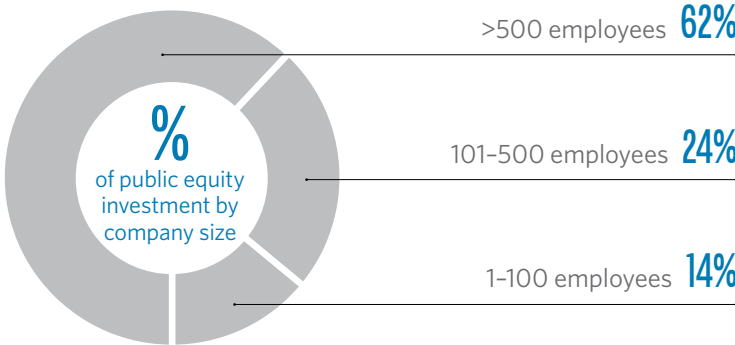 >500 employees 62%
%
of public equity
investment by
company size
101–500 employees 24%
1–100 employees 14%